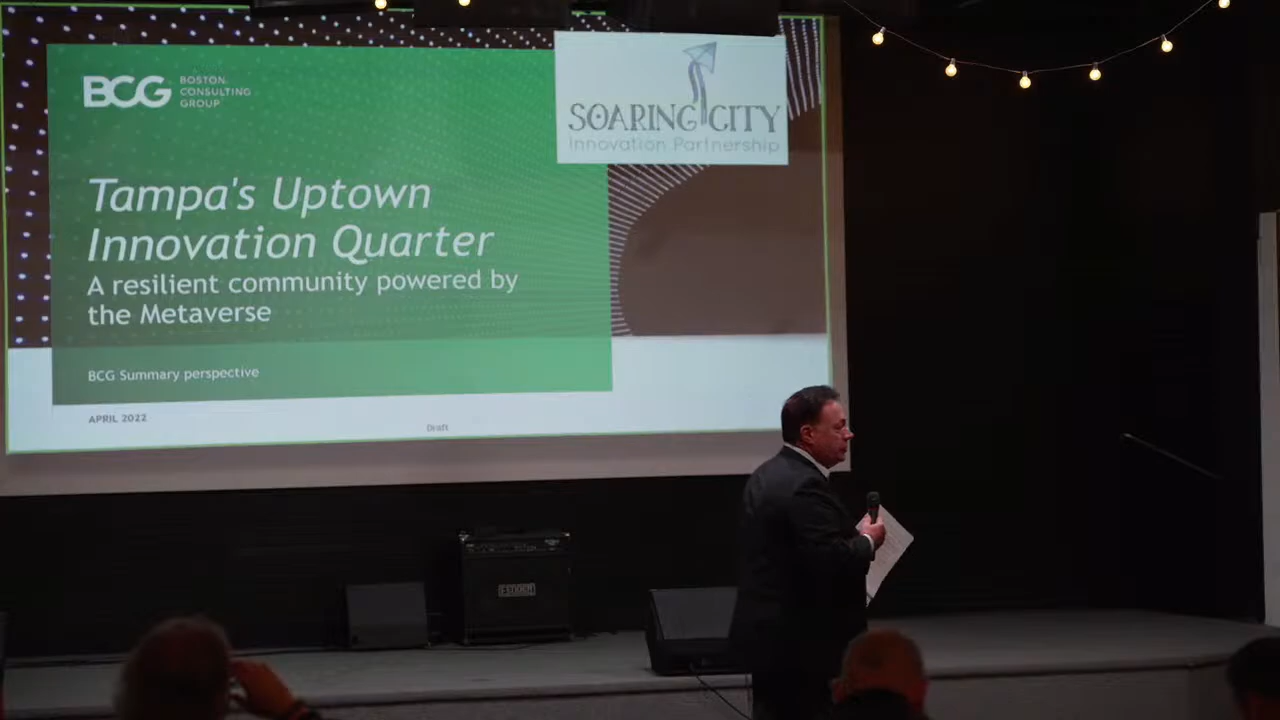 BCG
BOSTON
CONSULTING
GROUP
SOARING CITY
Innovation Partnership
Tampa's Uptown
Innovation Quarter
A resilient community powered by
the Metaverse
BCG Summary perspective
APRIL 2022
Draft
FENDER